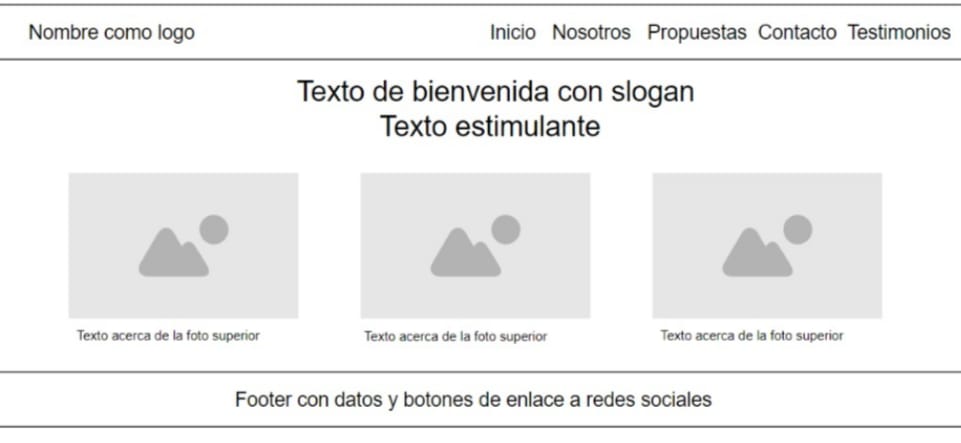 Nombre como logo
Inicio Nosotros Propuestas Contacto Testimonios
Texto de bienvenida con slogan
Texto estimulante
Texto acerca de la foto superior
Texto acerca de la foto superior
Texto acerca de la foto superior
Footer con datos y botones de enlace a redes sociales